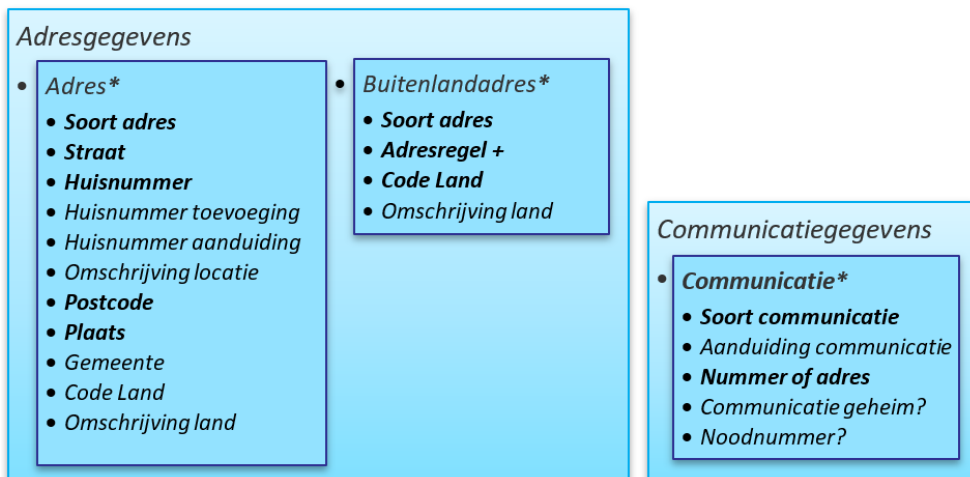 Adresgegevens
• Adres*
• Soort adres
• Straat
• Huisnummer
• Huisnummer toevoeging
• Huisnummer aanduiding
• Omschrijving locatie
• Postcode
• Plaats
• Gemeente
• Code Land
• Omschrijving land
• Buitenlandadres*
• Soort adres
• Adresregel +
• Code Land
• Omschrijving land
Communicatiegegevens
• Communicatie*
• Soort communicatie
• Aanduiding communicatie
• Nummer of adres
• Communicatie geheim?
• Noodnummer?